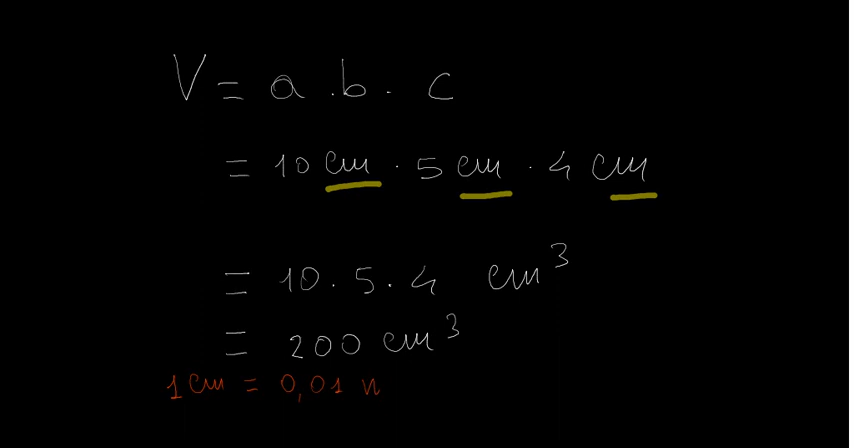 V = a . b . c
= 10 cm . 5 cm . 4 cm
= 10 . 5 . 4 cm³
= 200 cm³
1 cm = 0,01 n